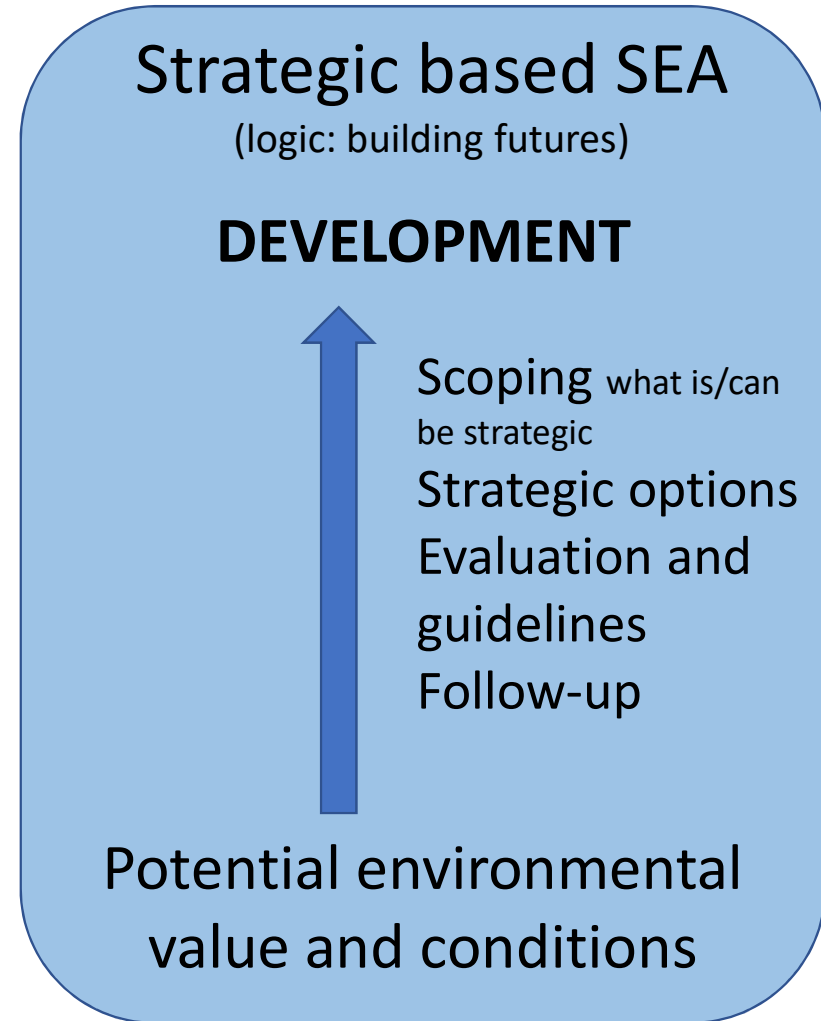 Strategic based SEA
(logic: building futures)
DEVELOPMENT
Scoping what is/can
be strategic
Strategic options
Evaluation and
guidelines
Follow-up
Potential environmental
value and conditions